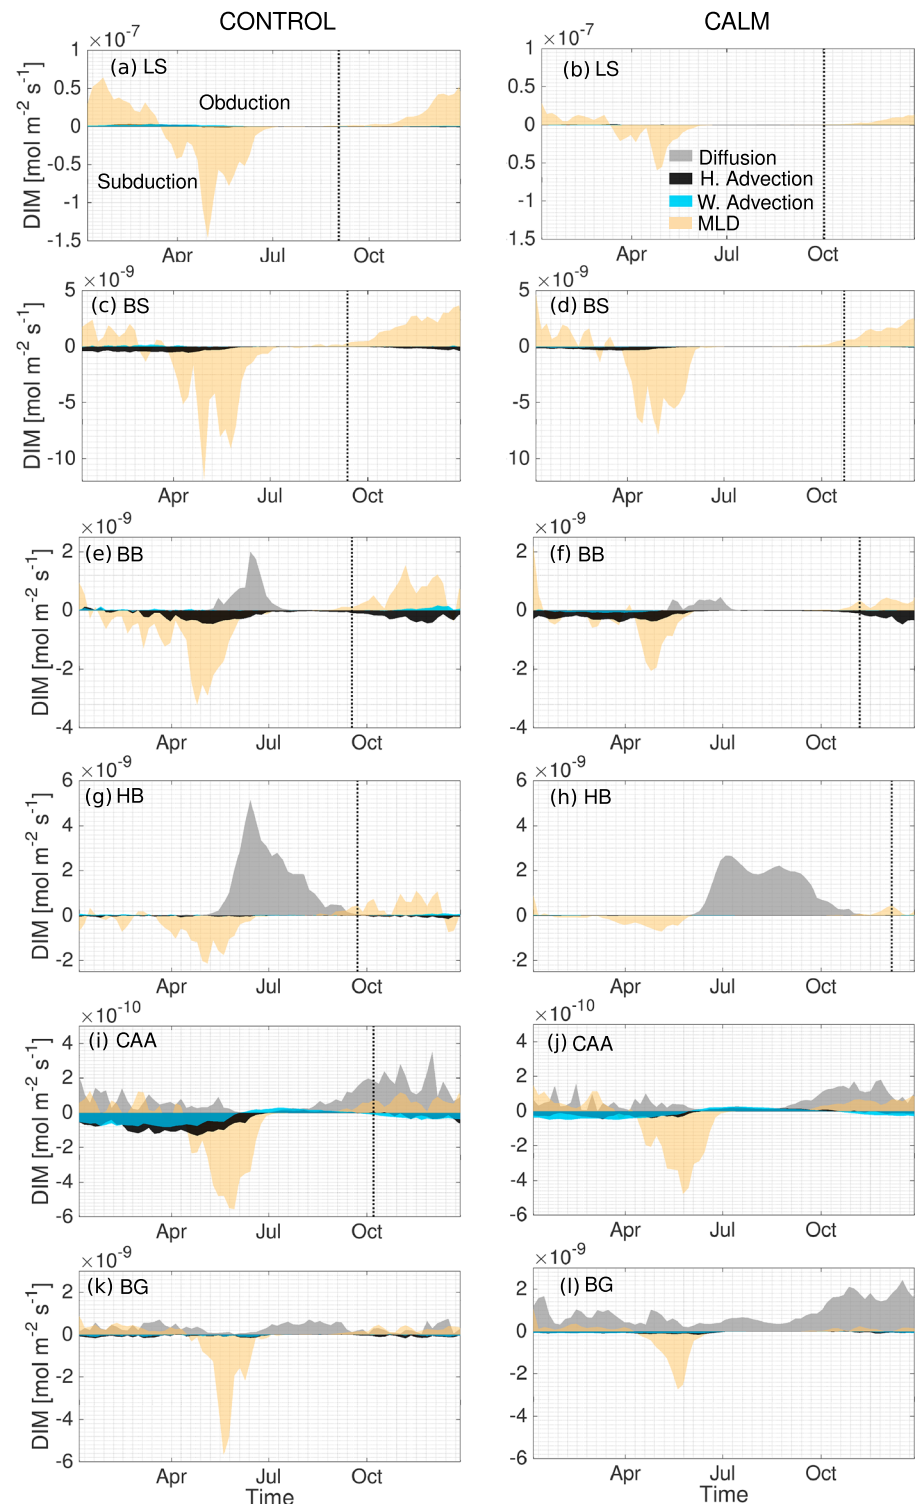 CONTROL
CALM
×10⁻⁷
1
0.5
0
-0.5
-1
-1.5
(a) LS
Obduction
Subduction
DIM [mol m⁻² s⁻¹]
Apr Jul Oct
×10⁻⁷
1
0.5
0
0.5
1
1.5
(b) LS
Diffusion
H. Advection
W. Advection
MLD
Apr Jul Oct
×10⁻⁹
5
0
-5
-10
(c) BS
DIM [mol m⁻² s⁻¹]
Apr Jul Oct
×10⁻⁹
5
0
-5
10
(d) BS
Apr Jul Oct
×10⁻⁹
2
0
-2
-4
(e) BB
DIM [mol m⁻² s⁻¹]
Apr Jul Oct
×10⁻⁹
2
0
-2
-4
(f) BB
Apr Jul Oct
×10⁻⁹
6
4
2
0
-2
(g) HB
DIM [mol m⁻² s⁻¹]
Apr Jul Oct
×10⁻⁹
6
4
2
0
-2
(h) HB
Apr Jul Oct
×10⁻¹⁰
4
2
0
-2
-4
-6
(i) CAA
DIM [mol m⁻² s⁻¹]
Apr Jul Oct
×10⁻¹⁰
4
2
0
-2
-4
-6
(j) CAA
Apr Jul Oct
×10⁻⁹
2
0
-2
-4
-6
(k) BG
DIM [mol m⁻² s⁻¹]
Apr Jul Oct
Time
×10⁻⁹
2
0
-2
-4
-6
(l) BG
Apr Jul Oct
Time